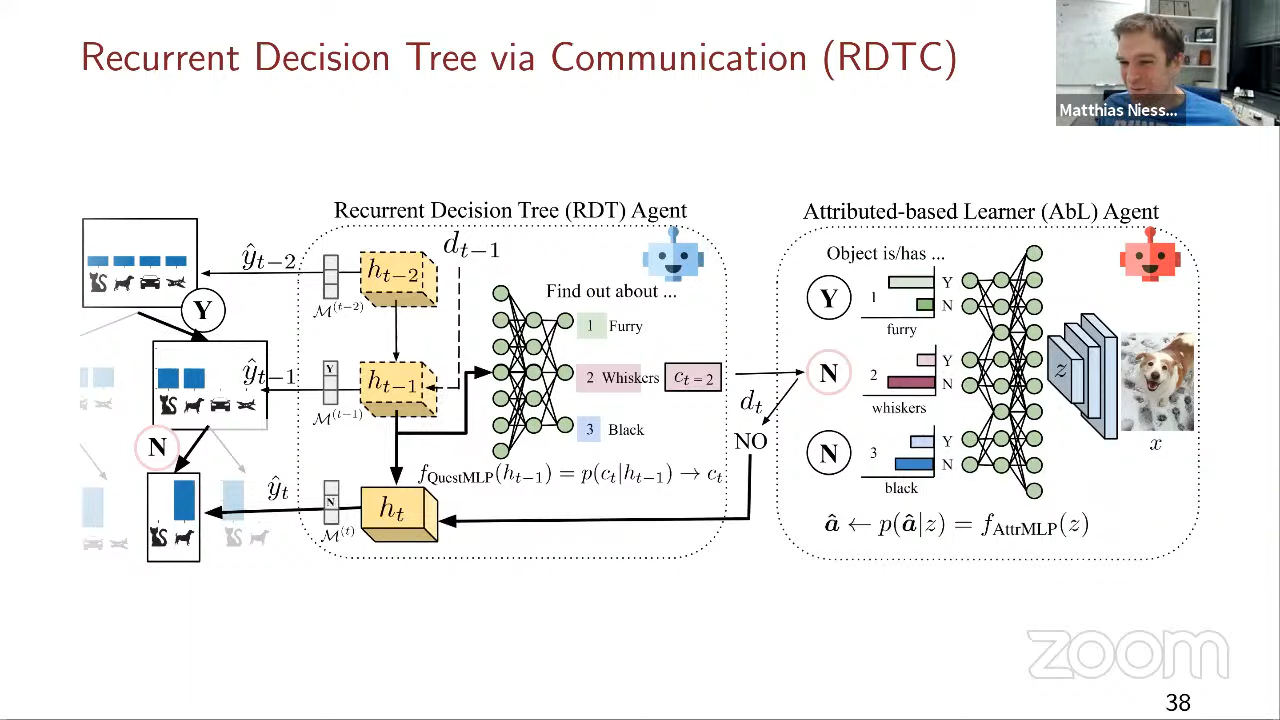 Recurrent Decision Tree via Communication (RDTC)
Matthias Niess...
Recurrent Decision Tree (RDT) Agent
Attributed-based Learner (AbL) Agent
ŷt−2
Y
ŷt−1
N
ŷt
M(t−2)
Y
M(t−1)
N
M(t)
ht−2
dt−1
ht−1
ht
Find out about ...
1 Furry
2 Whiskers
3 Black
ct = 2
fQuestMLP(ht−1) = p(ct|ht−1) → ct
dt
NO
Object is/has ...
Y
1
Y
N
furry
N
2
Y
N
whiskers
N
3
Y
N
black
z
x
â ← p(â|z) = fAttrMLP(z)
zoom
38